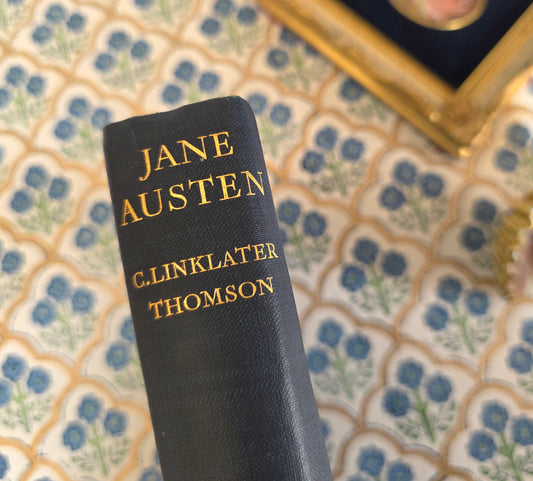 JANE
AUSTEN
C.LINKLATER
THOMSON